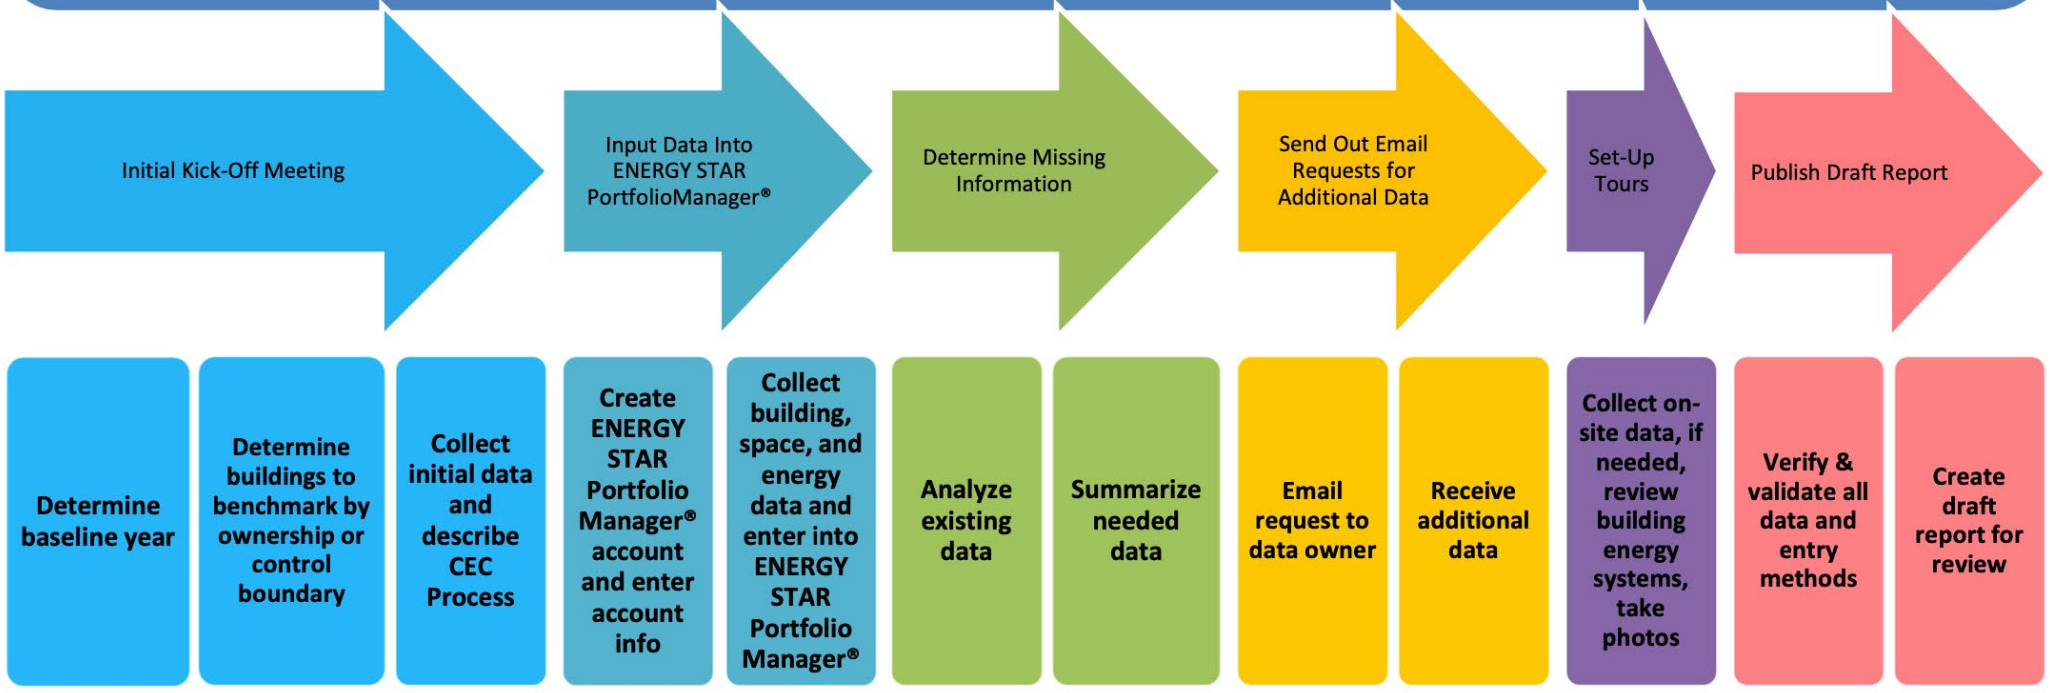 Initial Kick-Off Meeting
Input Data Into
ENERGY STAR
PortfolioManager®
Determine Missing
Information
Send Out Email
Requests for
Additional Data
Set-Up
Tours
Publish Draft Report
Determine
baseline year
Determine
buildings to
benchmark by
ownership or
control
boundary
Collect
initial data
and
describe
CEC
Process
Create
ENERGY
STAR
Portfolio
Manager®
account
and enter
account
info
Collect
building,
space, and
energy
data and
enter into
ENERGY
STAR
Portfolio
Manager®
Analyze
existing
data
Summarize
needed
data
Email
request to
data owner
Receive
additional
data
Collect on-
site data, if
needed,
review
building
energy
systems,
take
photos
Verify &
validate all
data and
entry
methods
Create
draft
report for
review